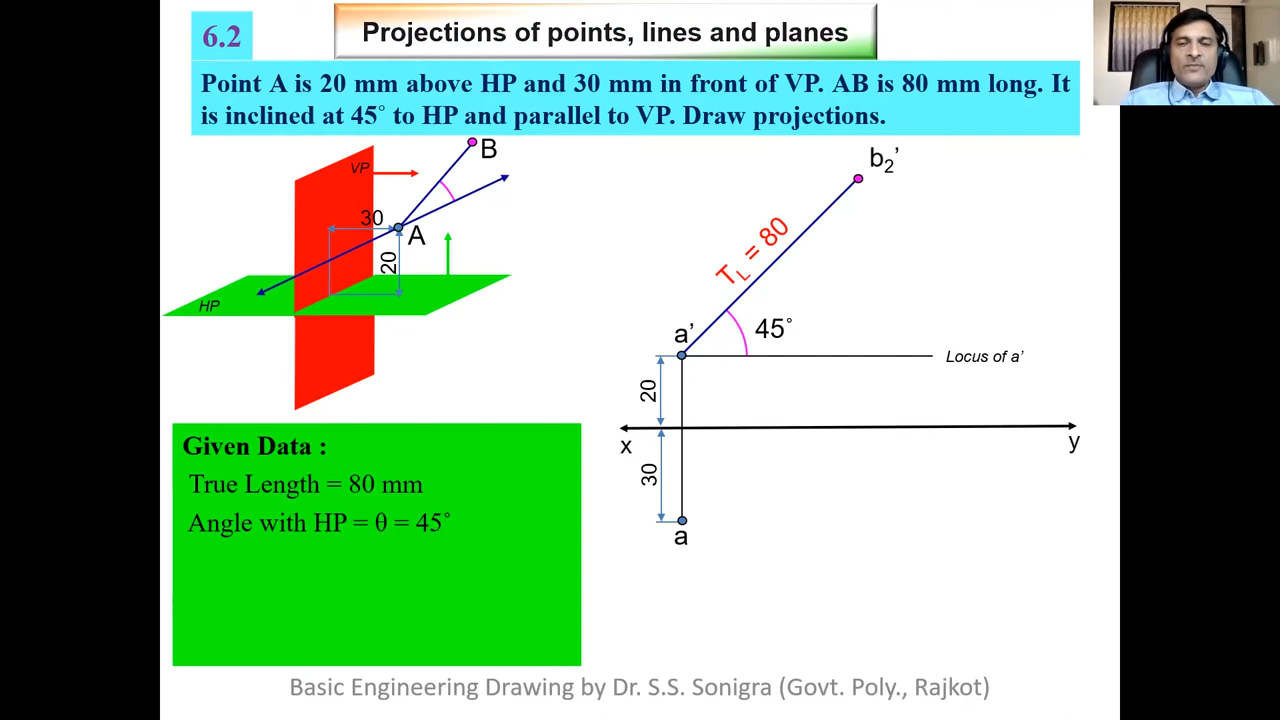 6.2
Projections of points, lines and planes
Point A is 20 mm above HP and 30 mm in front of VP. AB is 80 mm long. It
is inclined at 45˚ to HP and parallel to VP. Draw projections.
VP
B
30
A
20
HP
b2’
TL = 80
a’
45˚
Locus of a’
20
x
y
30
a
Given Data :
True Length = 80 mm
Angle with HP = θ = 45˚
Basic Engineering Drawing by Dr. S.S. Sonigra (Govt. Poly., Rajkot)